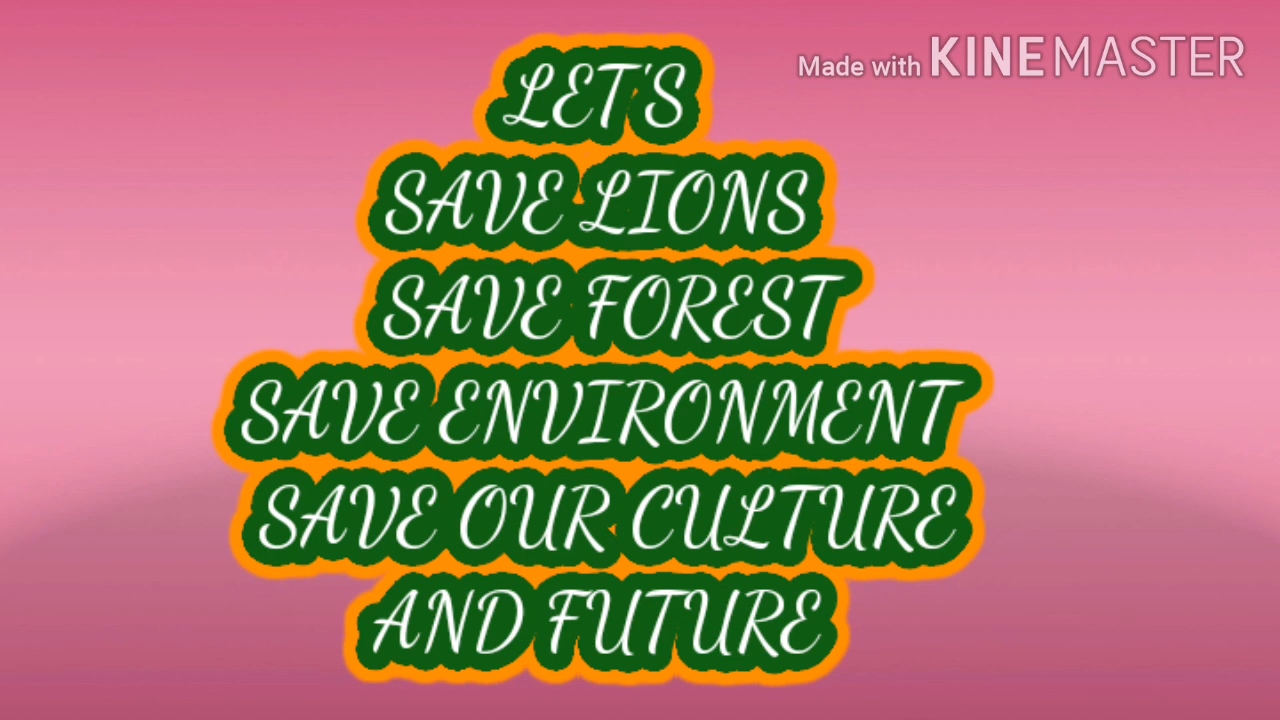 Made with KINEMASTER
LET'S
SAVE LIONS
SAVE FOREST
SAVE ENVIRONMENT
SAVE OUR CULTURE
AND FUTURE